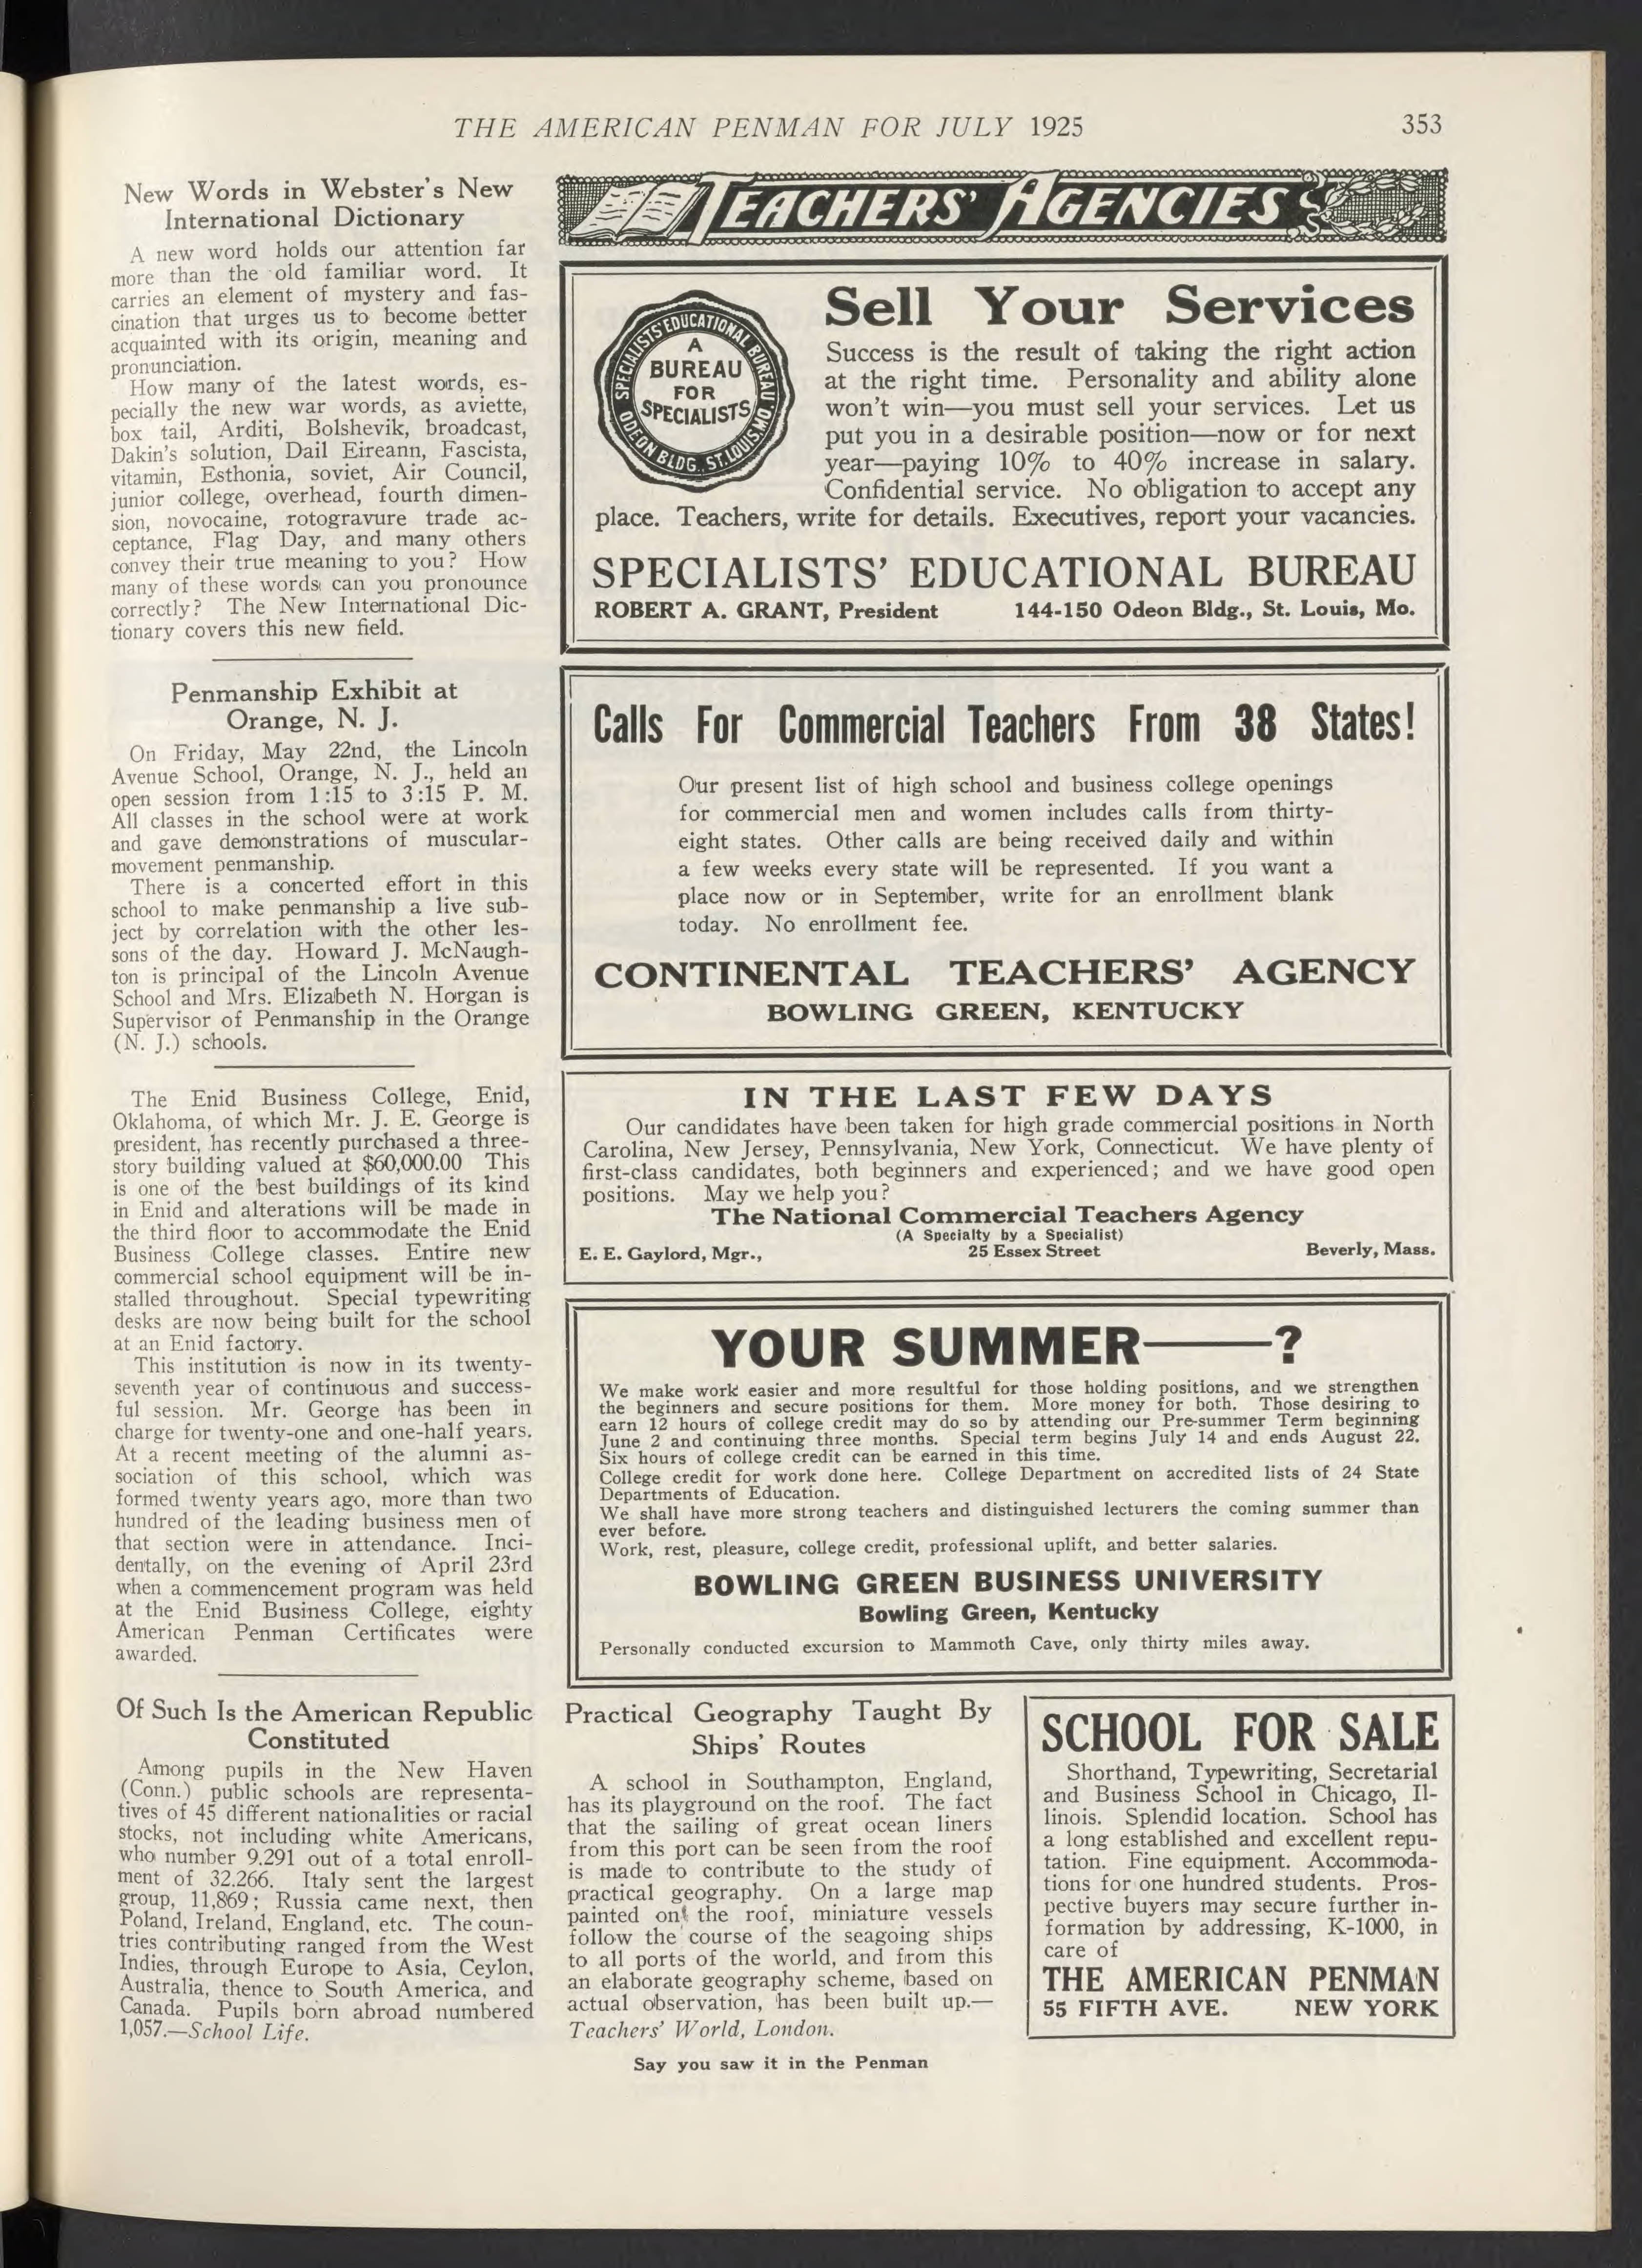 THE AMERICAN PENMAN FOR JULY 1925
353
New Words in Webster's New
International Dictionary
A new word holds our attention far
more than the old familiar word. It
carries an element of mystery and fas-
cination that urges us to become better
acquainted with its origin, meaning and
pronunciation.
How many of the latest words, es-
pecially the new war words, as aviette,
box tail, Arditi, Bolshevik, broadcast,
Dakin's solution, Dail Eireann, Fascista,
vitamin, Esthonia, soviet, Air Council,
junior college, overhead, fourth dimen-
sion, novocaine, rotogravure trade ac-
ceptance, Flag Day, and many others
convey their true meaning to you? How
many of these words can you pronounce
correctly? The New International Dic-
tionary covers this new field.
Penmanship Exhibit at
Orange, N. J.
On Friday, May 22nd, the Lincoln
Avenue School, Orange, N. J., held an
open session from 1:15 to 3:15 P. M.
All classes in the school were at work
and gave demonstrations of muscular-
movement penmanship.
There is a concerted effort in this
school to make penmanship a live sub-
ject by correlation with the other les-
sons of the day. Howard J. McNaugh-
ton is principal of the Lincoln Avenue
School and Mrs. Elizabeth N. Horgan is
Supervisor of Penmanship in the Orange
(N. J.) schools.
The Enid Business College, Enid,
Oklahoma, of which Mr. J. E. George is
president, has recently purchased a three-
story building valued at $60,000.00 This
is one of the best buildings of its kind
in Enid and alterations will be made in
the third floor to accommodate the Enid
Business College classes. Entire new
commercial school equipment will be in-
stalled throughout. Special typewriting
desks are now being built for the school
at an Enid factory.
This institution is now in its twenty-
seventh year of continuous and success-
ful session. Mr. George has been in
charge for twenty-one and one-half years.
At a recent meeting of the alumni as-
sociation of this school, which was
formed twenty years ago, more than two
hundred of the leading business men of
that section were in attendance. Inci-
dentally, on the evening of April 23rd
when a commencement program was held
at the Enid Business College, eighty
American Penman Certificates were
awarded.
Of Such Is the American Republic
Constituted
Among pupils in the New Haven
(Conn.) public schools are representa-
tives of 45 different nationalities or racial
stocks, not including white Americans,
who number 9.291 out of a total enroll-
ment of 32.266. Italy sent the largest
group, 11,869; Russia came next, then
Poland, Ireland, England, etc. The coun-
tries contributing ranged from the West
Indies, through Europe to Asia, Ceylon,
Australia, thence to South America, and
Canada. Pupils born abroad numbered
1,057.—School Life.
TEACHERS' AGENCIES
SPECIALISTS' EDUCATIONAL BUREAU
ODEON BLDG., ST. LOUIS, MO.
A
BUREAU
FOR
SPECIALISTS
Sell Your Services
Success is the result of taking the right action
at the right time. Personality and ability alone
won't win—you must sell your services. Let us
put you in a desirable position—now or for next
year—paying 10% to 40% increase in salary.
Confidential service. No obligation to accept any
place. Teachers, write for details. Executives, report your vacancies.
SPECIALISTS' EDUCATIONAL BUREAU
ROBERT A. GRANT, President 144-150 Odeon Bldg., St. Louis, Mo.
Calls For Commercial Teachers From 38 States!
Our present list of high school and business college openings
for commercial men and women includes calls from thirty-
eight states. Other calls are being received daily and within
a few weeks every state will be represented. If you want a
place now or in September, write for an enrollment blank
today. No enrollment fee.
CONTINENTAL TEACHERS' AGENCY
BOWLING GREEN, KENTUCKY
IN THE LAST FEW DAYS
Our candidates have been taken for high grade commercial positions in North
Carolina, New Jersey, Pennsylvania, New York, Connecticut. We have plenty of
first-class candidates, both beginners and experienced; and we have good open
positions. May we help you?
The National Commercial Teachers Agency
(A Specialty by a Specialist)
E. E. Gaylord, Mgr., 25 Essex Street Beverly, Mass.
YOUR SUMMER——?
We make work easier and more resultful for those holding positions, and we strengthen
the beginners and secure positions for them. More money for both. Those desiring to
earn 12 hours of college credit may do so by attending our Pre-summer Term beginning
June 2 and continuing three months. Special term begins July 14 and ends August 22.
Six hours of college credit can be earned in this time.
College credit for work done here. College Department on accredited lists of 24 State
Departments of Education.
We shall have more strong teachers and distinguished lecturers the coming summer than
ever before.
Work, rest, pleasure, college credit, professional uplift, and better salaries.
BOWLING GREEN BUSINESS UNIVERSITY
Bowling Green, Kentucky
Personally conducted excursion to Mammoth Cave, only thirty miles away.
Practical Geography Taught By
Ships' Routes
A school in Southampton, England,
has its playground on the roof. The fact
that the sailing of great ocean liners
from this port can be seen from the roof
is made to contribute to the study of
practical geography. On a large map
painted on the roof, miniature vessels
follow the course of the seagoing ships
to all ports of the world, and from this
an elaborate geography scheme, based on
actual observation, has been built up.—
Teachers' World, London.
SCHOOL FOR SALE
Shorthand, Typewriting, Secretarial
and Business School in Chicago, Il-
linois. Splendid location. School has
a long established and excellent repu-
tation. Fine equipment. Accommoda-
tions for one hundred students. Pros-
pective buyers may secure further in-
formation by addressing, K-1000, in
care of
THE AMERICAN PENMAN
55 FIFTH AVE. NEW YORK
Say you saw it in the Penman